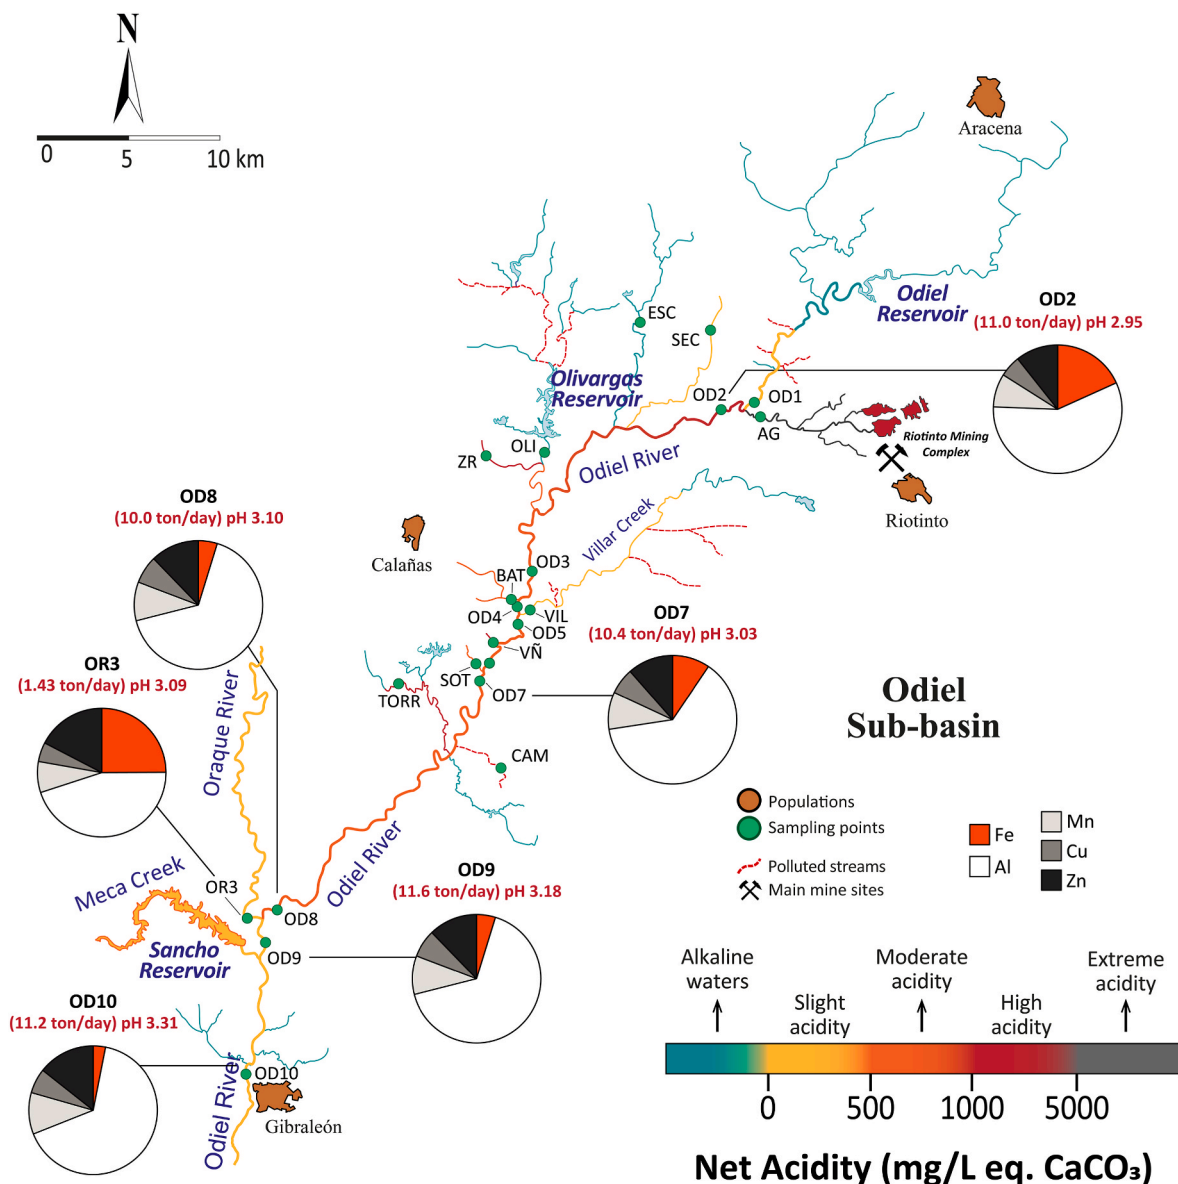 N
0 5 10 km
Aracena
Odiel
Reservoir
OD2
(11.0 ton/day) pH 2.95
ESC
SEC
Olivargas
Reservoir
OD2
OD1
AG
Riotinto Mining
Complex
Riotinto
OLI
ZR
Odiel River
OD8
(10.0 ton/day) pH 3.10
Calañas
Villar Creek
OD3
BAT
OD4
VIL
OD5
VÑ
SOT
OD7
TORR
CAM
OD7
(10.4 ton/day) pH 3.03
OR3
(1.43 ton/day) pH 3.09
Oraque River
Odiel
Sub-basin
Populations
Sampling points
Polluted streams
Main mine sites
Fe
Al
Mn
Cu
Zn
Odiel River
Meca Creek
OR3
OD8
Sancho
Reservoir
OD9
OD9
(11.6 ton/day) pH 3.18
OD10
(11.2 ton/day) pH 3.31
OD10
Odiel River
Gibraleón
Alkaline
waters
Slight
acidity
Moderate
acidity
High
acidity
Extreme
acidity
0 500 1000 5000
Net Acidity (mg/L eq. CaCO₃)